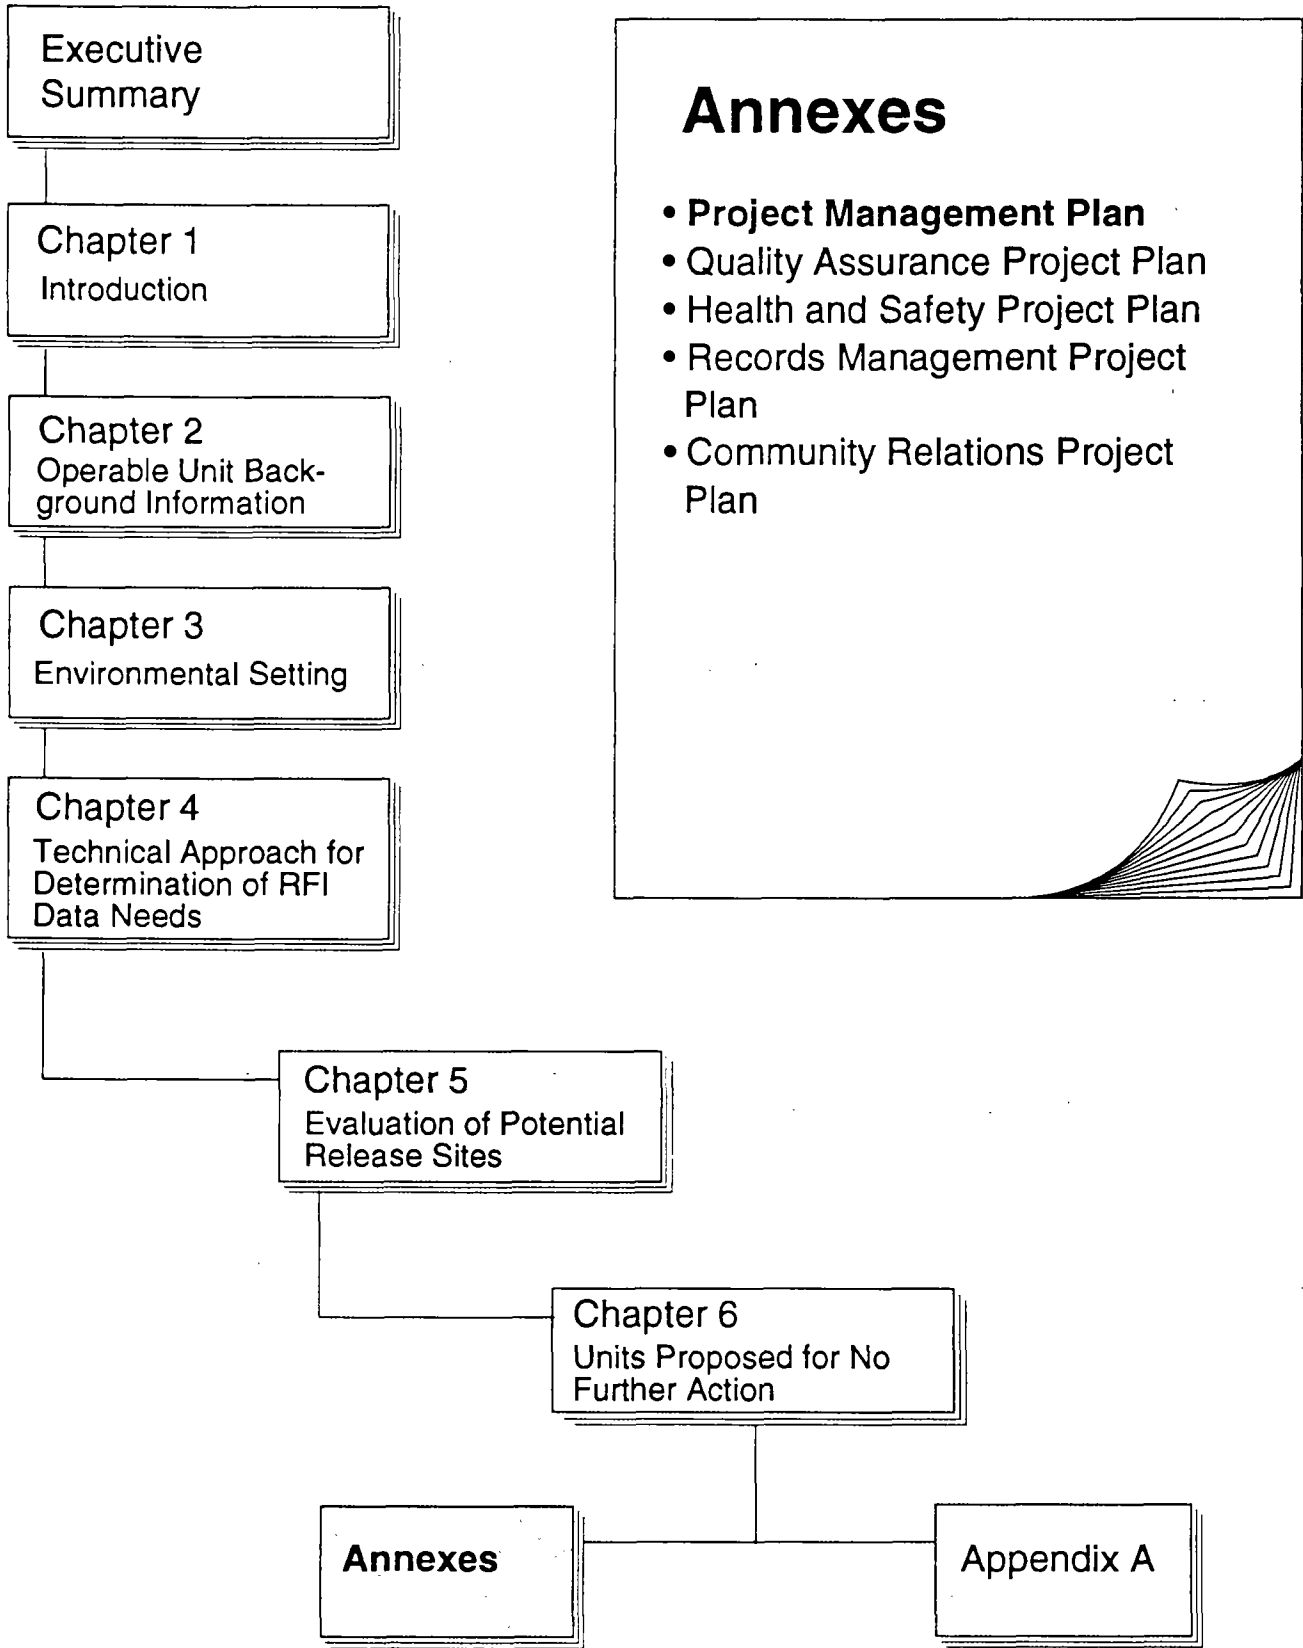 Executive
Summary
Chapter 1
Introduction
Chapter 2
Operable Unit Back-
ground Information
Chapter 3
Environmental Setting
Chapter 4
Technical Approach for
Determination of RFI
Data Needs
Chapter 5
Evaluation of Potential
Release Sites
Chapter 6
Units Proposed for No
Further Action
Annexes
Appendix A
Annexes
• Project Management Plan
• Quality Assurance Project Plan
• Health and Safety Project Plan
• Records Management Project
Plan
• Community Relations Project
Plan